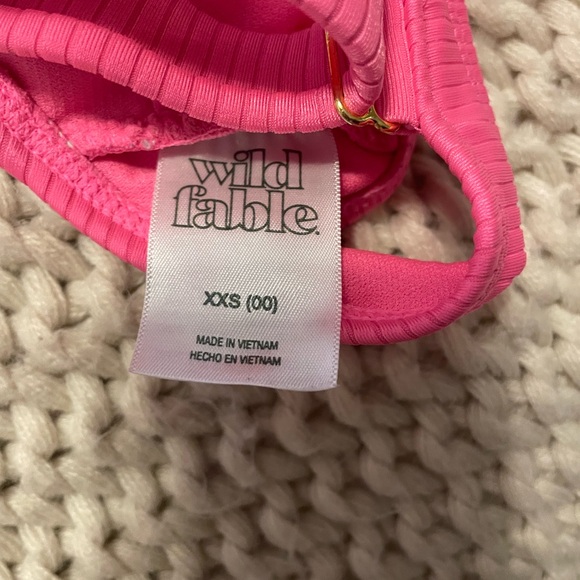 wild
fable.
XXS (00)
MADE IN VIETNAM
HECHO EN VIETNAM